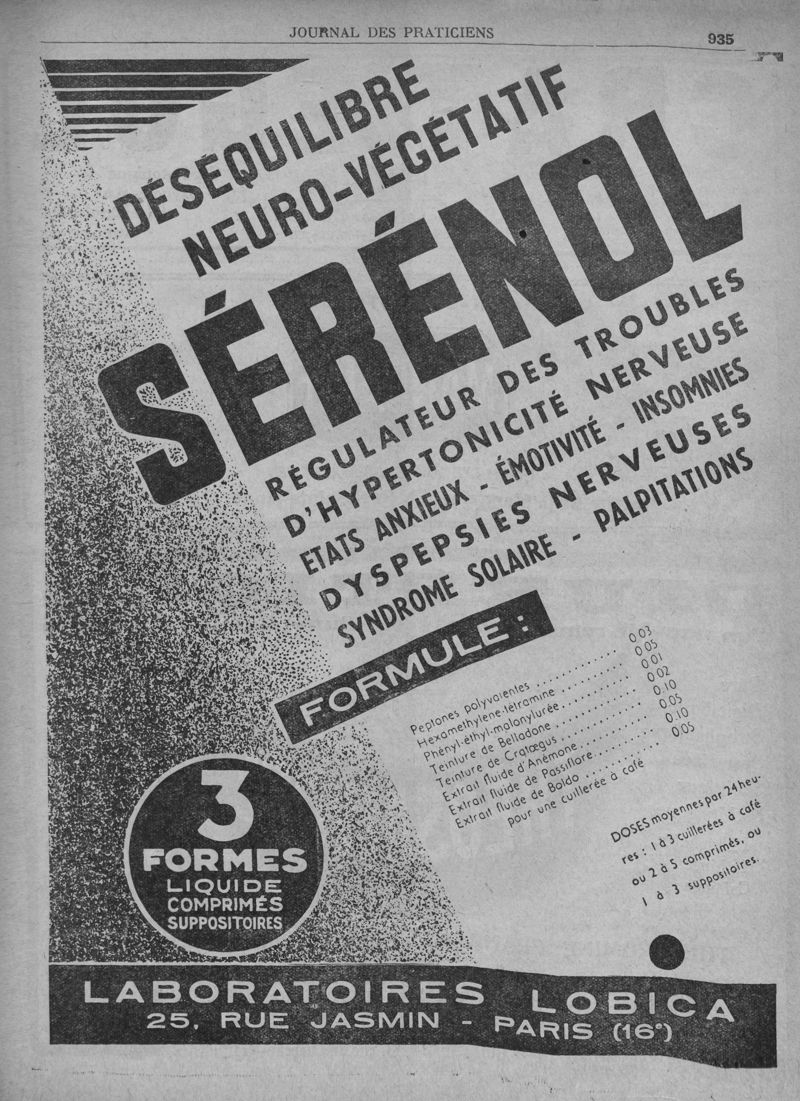 JOURNAL DES PRATICIENS
935
DÉSÉQUILIBRE
NEURO-VÉGÉTATIF
SÉRÉNOL
RÉGULATEUR DES TROUBLES
D'HYPERTONICITÉ NERVEUSE
ETATS ANXIEUX - ÉMOTIVITÉ - INSOMNIES
DYSPEPSIES NERVEUSES
SYNDROME SOLAIRE - PALPITATIONS
FORMULE :
Peptones polyvalentes ............ 0.03
Hexamethylene-tétramine ......... 0.05
Phényl-éthyl-malonylurée .......... 0.01
Teinture de Belladone ............ 0.02
Teinture de Cratœgus ............ 0.10
Extrait fluide d'Anémone .......... 0.05
Extrait fluide de Passiflore ......... 0.10
Extrait fluide de Boldo ........... 0.05
pour une cuillerée à café
DOSES moyennes par 24 heu-
res : 1 à 3 cuillerées à café
ou 2 à 5 comprimés, ou
1 à 3 suppositoires.
3
FORMES
LIQUIDE
COMPRIMÉS
SUPPOSITOIRES
LABORATOIRES LOBICA
25, RUE JASMIN - PARIS (16e)